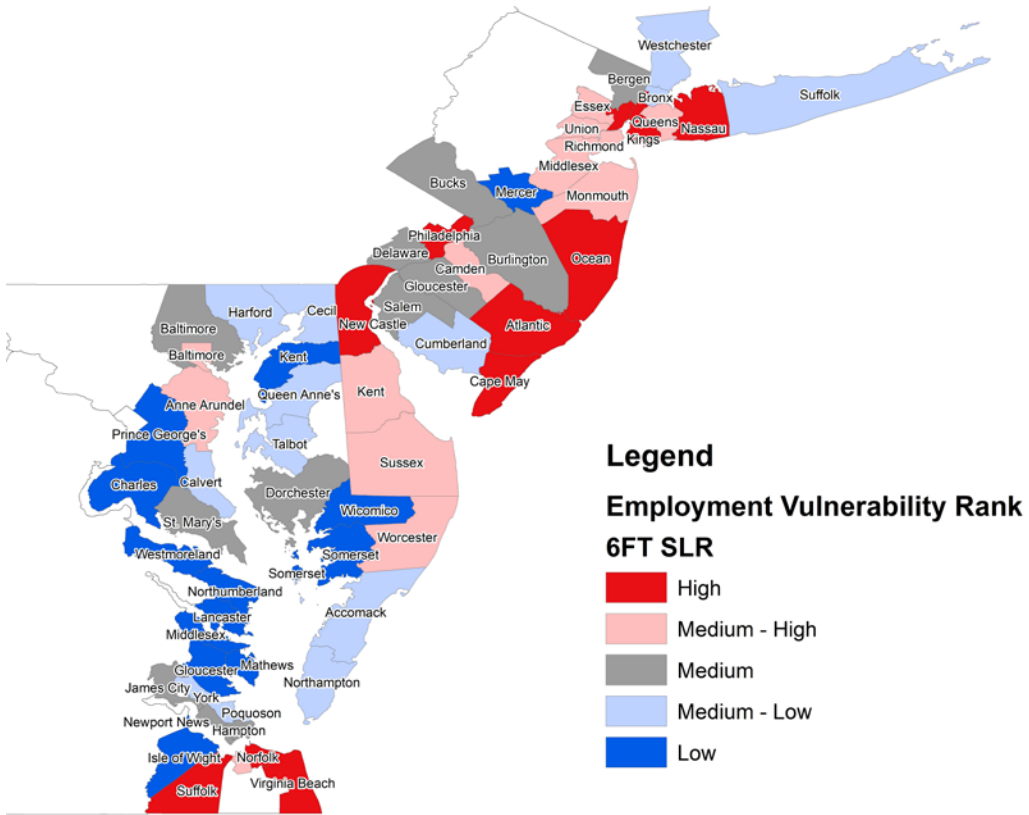 Westchester
Bergen
Suffolk
Bronx
Essex
Queens
Union
Nassau
Kings
Richmond
Middlesex
Bucks
Mercer
Monmouth
Philadelphia
Delaware
Burlington
Ocean
Camden
Gloucester
Salem
Harford
Cecil
New Castle
Atlantic
Baltimore
Cumberland
Baltimore
Kent
Cape May
Queen Anne's
Kent
Anne Arundel
Prince George's
Talbot
Sussex
Charles
Calvert
Dorchester
Wicomico
St. Mary's
Worcester
Westmoreland
Somerset
Somerset
Northumberland
Accomack
Lancaster
Middlesex
Mathews
Gloucester
Northampton
James City
York
Poquoson
Newport News
Hampton
Isle of Wight
Norfolk
Virginia Beach
Suffolk
Legend
Employment Vulnerability Rank
6FT SLR
High
Medium - High
Medium
Medium - Low
Low